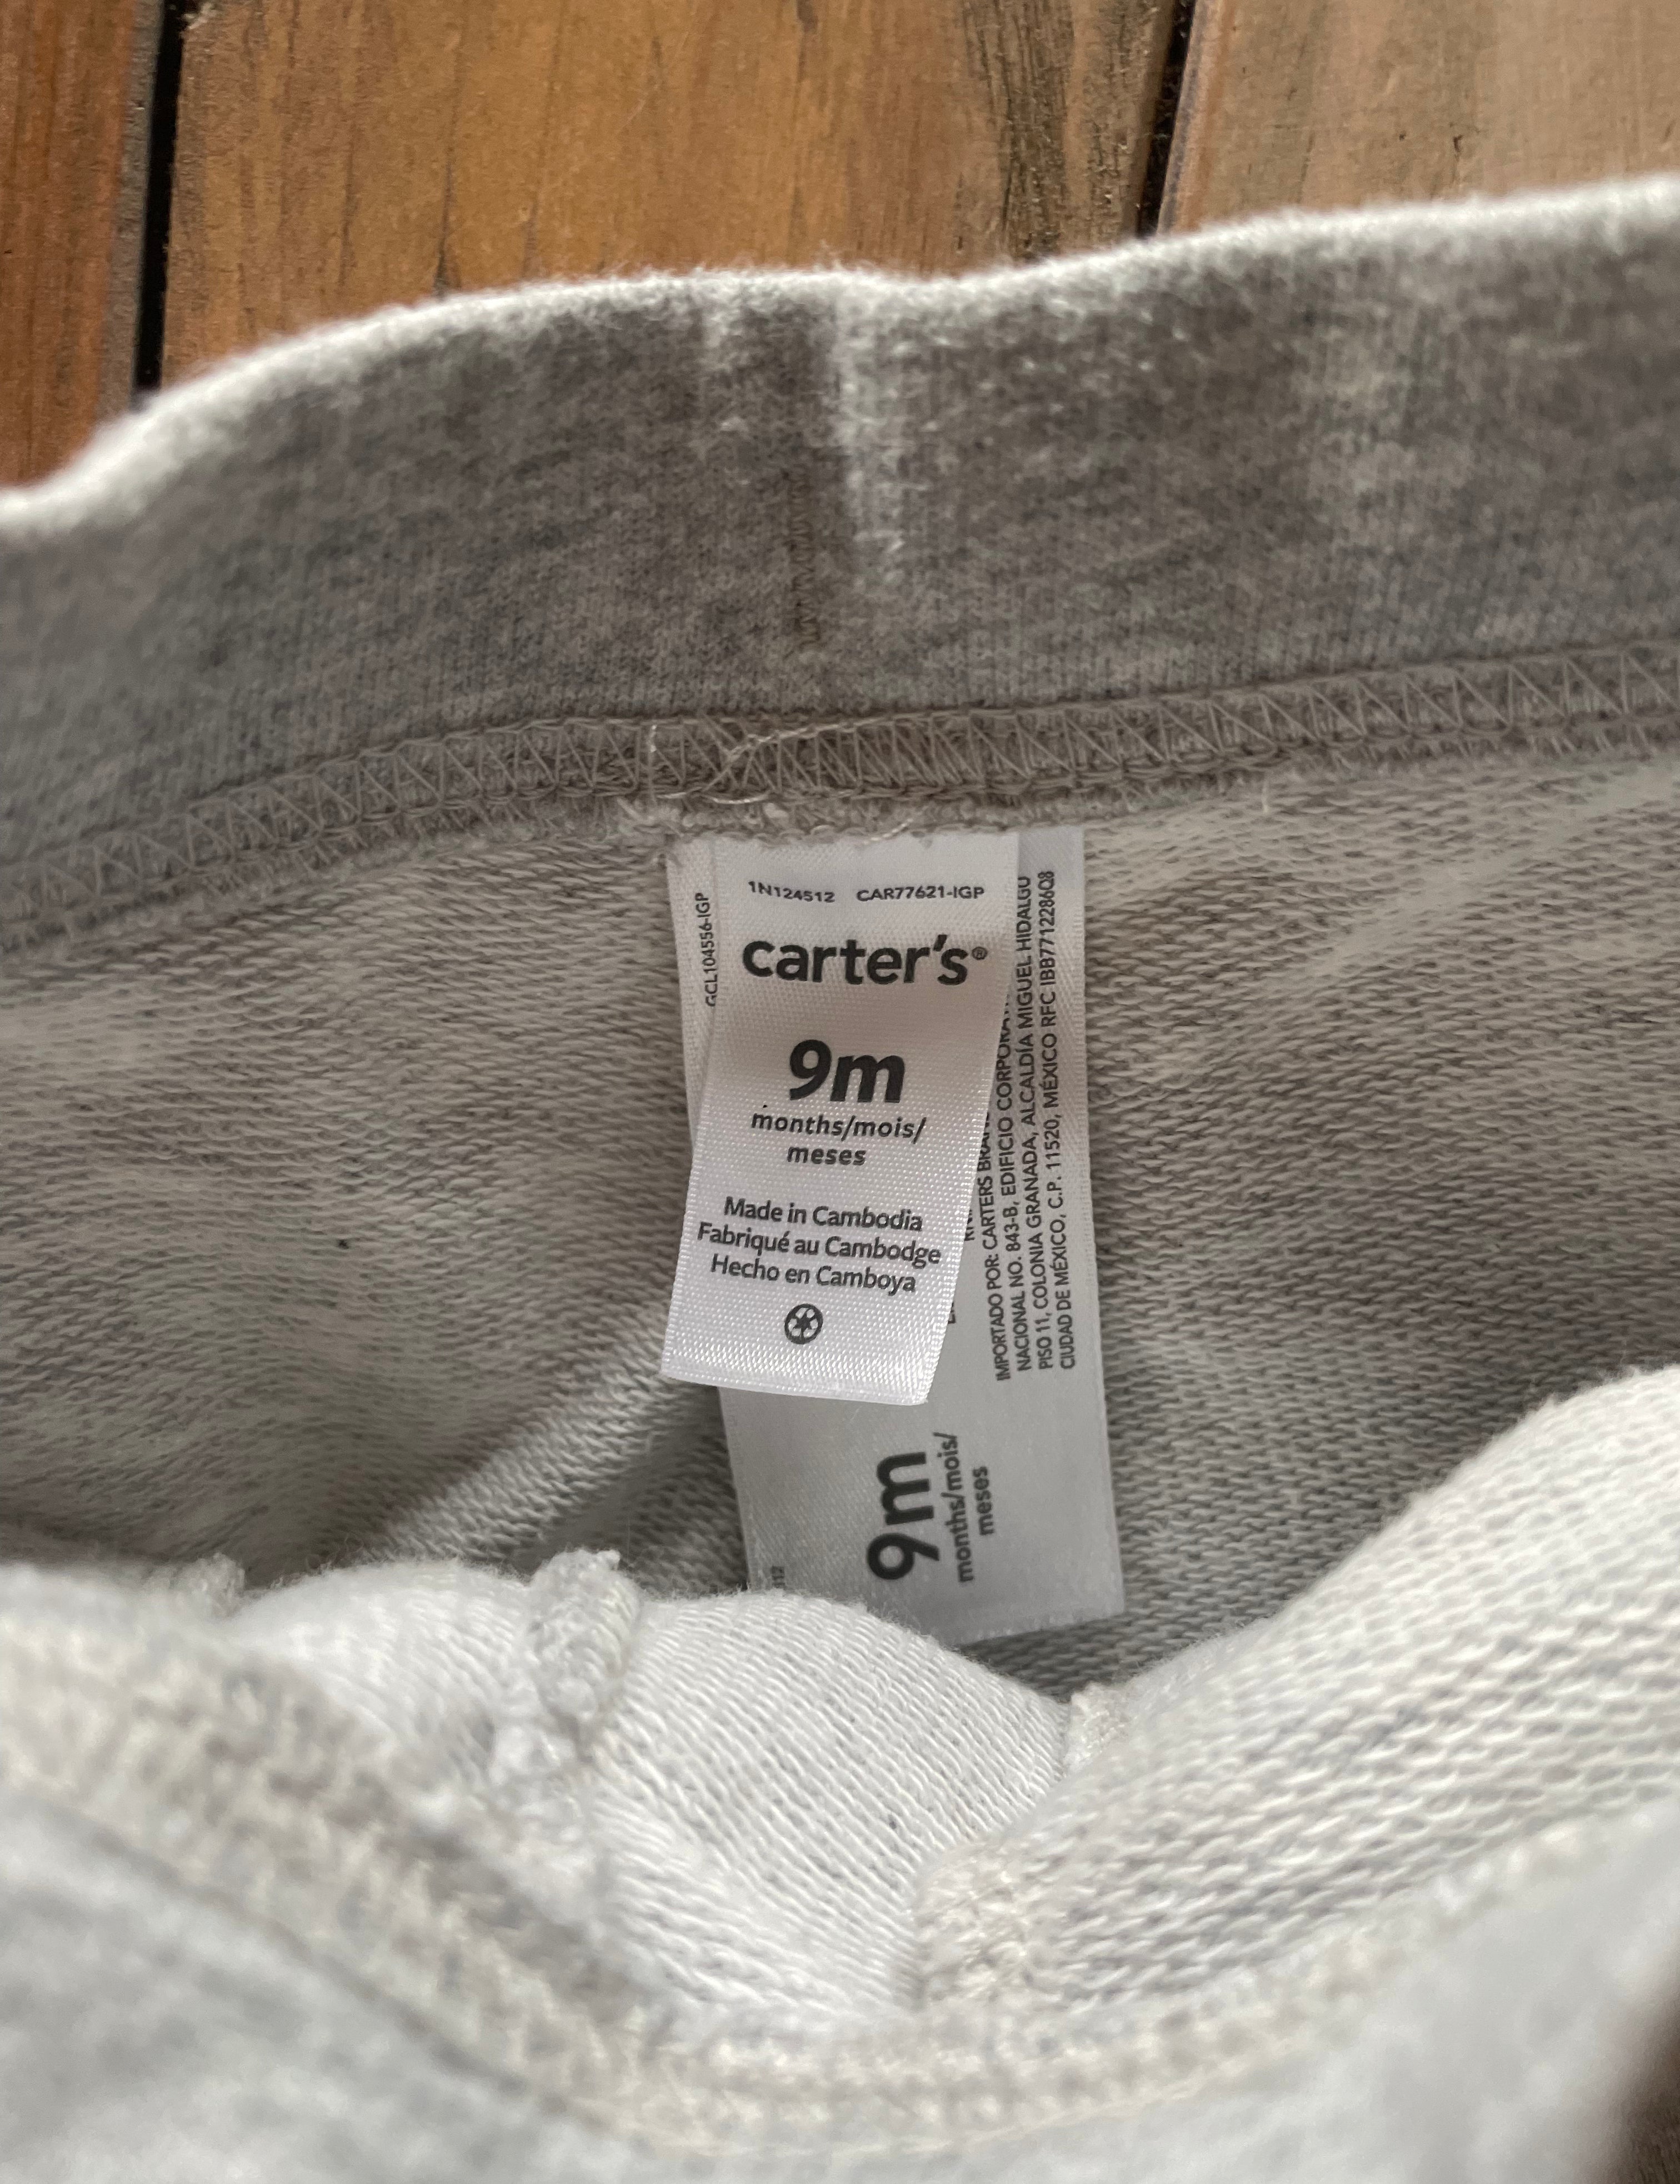 1N124512 CAR77621-IGP
carter's®
9m
months/mois/
meses
Made in Cambodia
Fabriqué au Cambodge
Hecho en Camboya
GCL104556-IGP
IMPORTADO POR: CARTERS
NACIONAL NO. 843-B, EDIFICIO
PISO 11, COLONIA GRANADA, ALCALDÍA MIGUEL HIDALGO
CIUDAD DE MÉXICO, C.P. 11520, MÉXICO RFC IBB7712286Q8
9m
months/mois/
meses